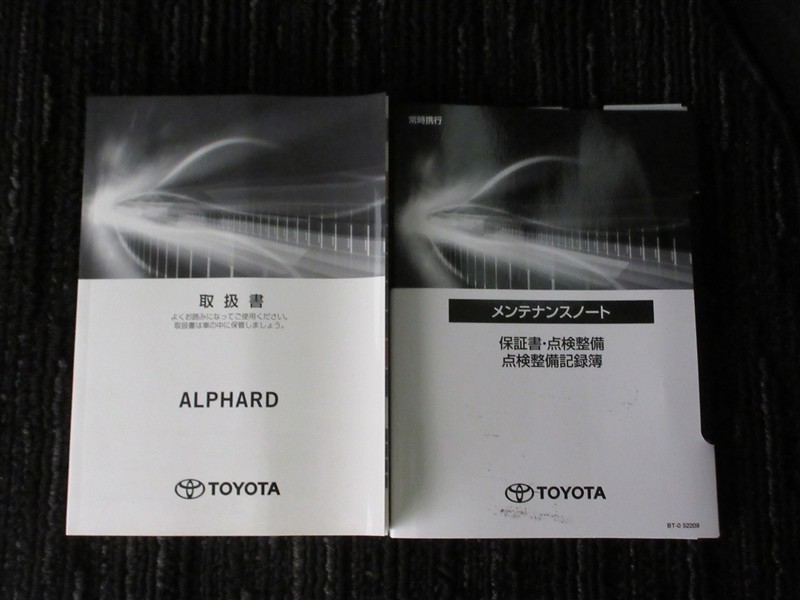 取扱書
よくお読みになってご使用ください。
取扱書は車の中に保管しましょう。
ALPHARD
TOYOTA
常時携行
メンテナンスノート
保証書・点検整備
点検整備記録簿
TOYOTA
BT-0 52209